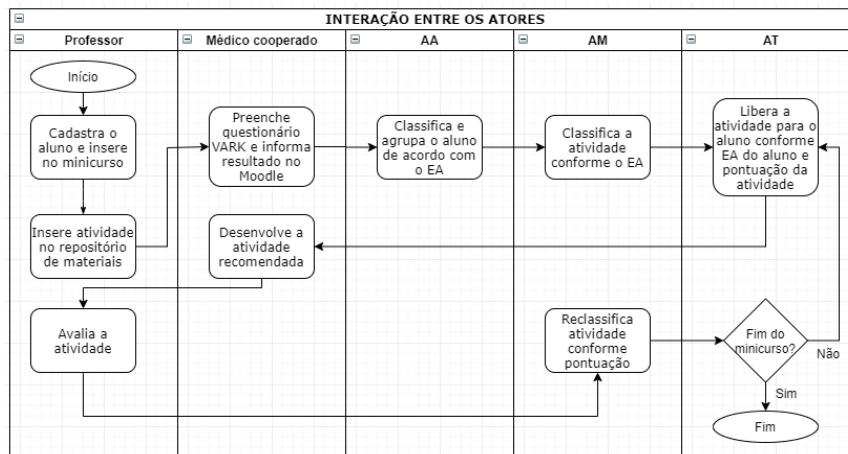 INTERAÇÃO ENTRE OS ATORES
Professor
Médico cooperado
AA
AM
AT
Início
Cadastra o
aluno e insere
no minicurso
Preenche
questionário
VARK e informa
resultado no
Moodle
Classifica e
agrupa o aluno
de acordo com
o EA
Classifica a
atividade
conforme o EA
Libera a
atividade para o
aluno conforme
EA do aluno e
pontuação da
atividade
Insere atividade
no repositório
de materiais
Desenvolve a
atividade
recomendada
Avalia a
atividade
Reclassifica
atividade
conforme
pontuação
Fim do
minicurso?
Não
Sim
Fim